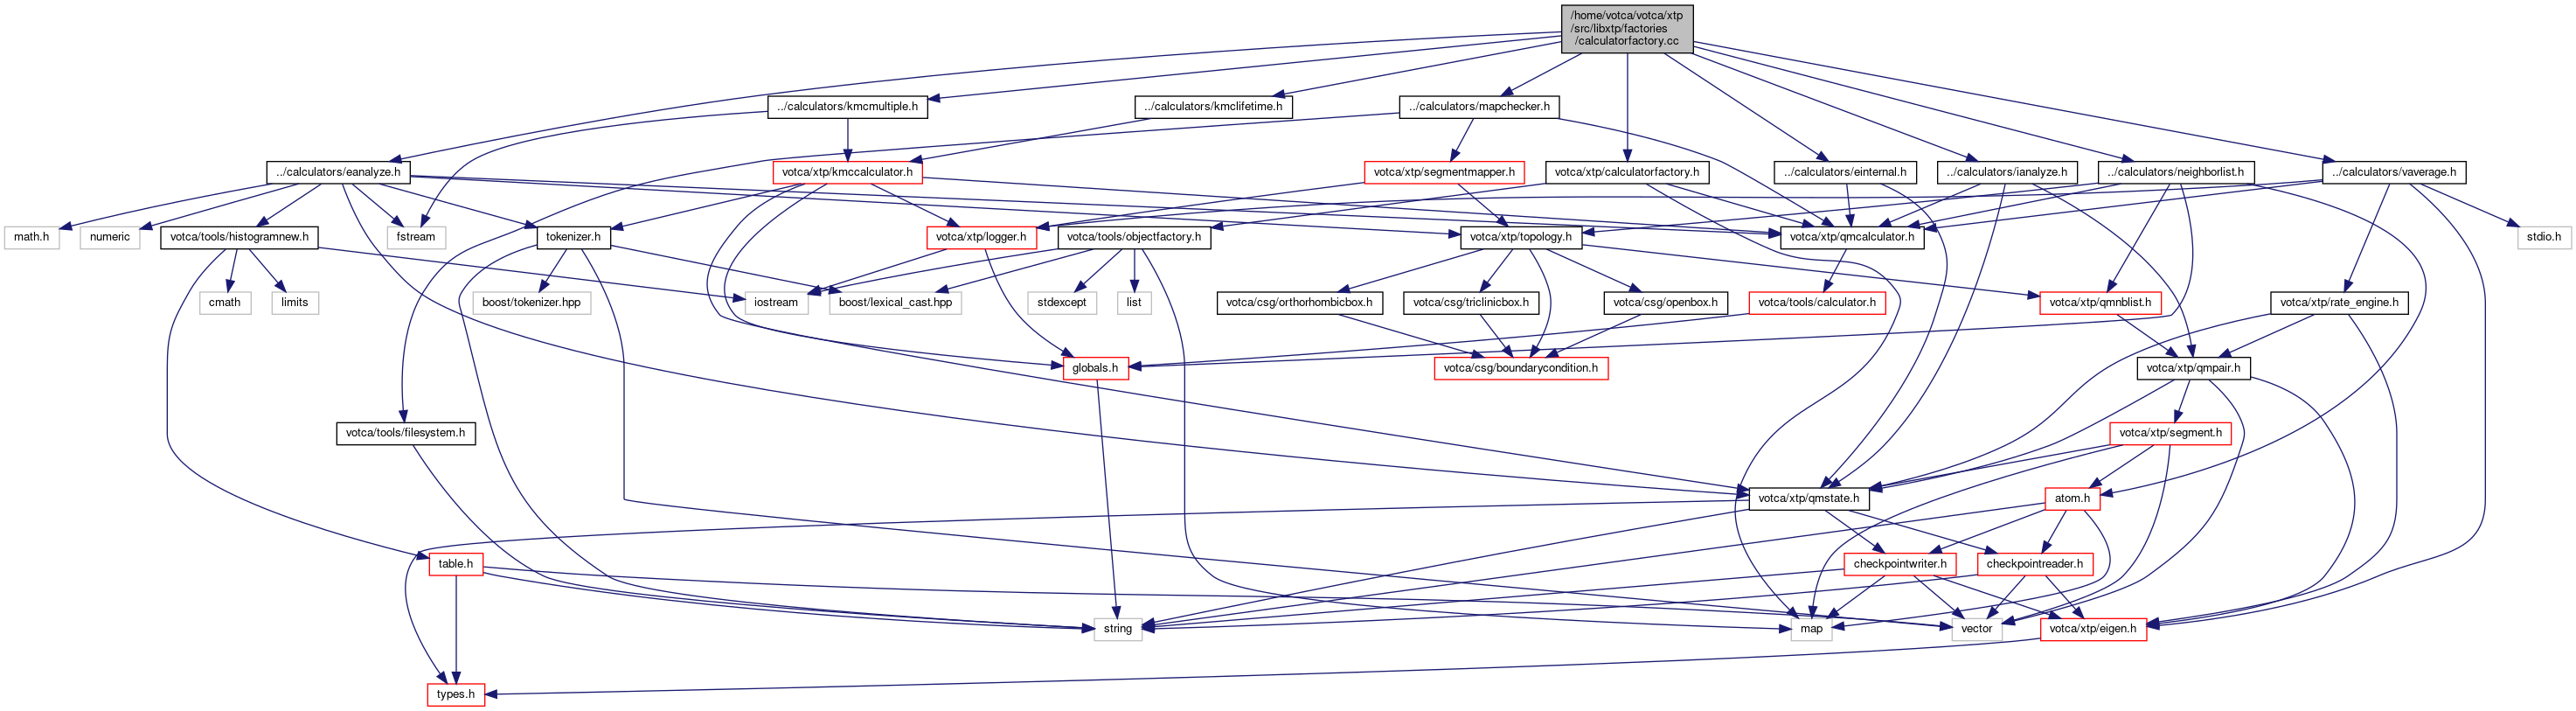 /home/votca/votca/xtp
/src/libxtp/factories
/calculatorfactory.cc
../calculators/kmcmultiple.h
../calculators/kmclifetime.h
../calculators/mapchecker.h
../calculators/eanalyze.h
votca/xtp/kmccalculator.h
votca/xtp/segmentmapper.h
votca/xtp/calculatorfactory.h
../calculators/einternal.h
../calculators/ianalyze.h
../calculators/neighborlist.h
../calculators/vaverage.h
math.h
numeric
votca/tools/histogramnew.h
fstream
tokenizer.h
votca/xtp/logger.h
votca/tools/objectfactory.h
votca/xtp/topology.h
votca/xtp/qmcalculator.h
stdio.h
cmath
limits
boost/tokenizer.hpp
iostream
boost/lexical_cast.hpp
stdexcept
list
votca/csg/orthorhombicbox.h
votca/csg/triclinicbox.h
votca/csg/openbox.h
votca/tools/calculator.h
votca/xtp/qmnblist.h
votca/xtp/rate_engine.h
globals.h
votca/csg/boundarycondition.h
votca/xtp/qmpair.h
votca/tools/filesystem.h
votca/xtp/segment.h
votca/xtp/qmstate.h
atom.h
table.h
checkpointwriter.h
checkpointreader.h
string
map
vector
votca/xtp/eigen.h
types.h